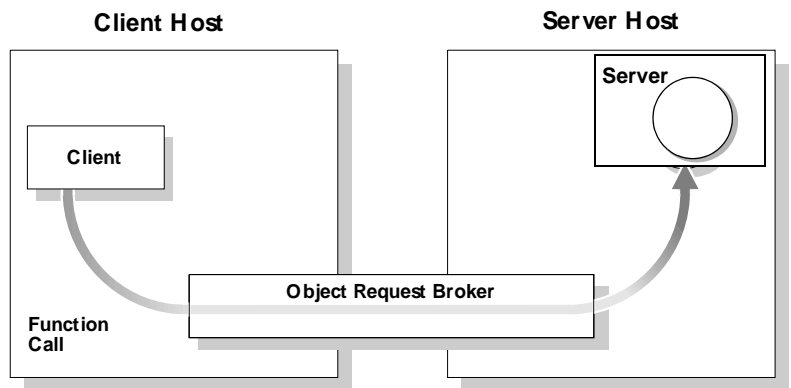 Client Host
Server Host
Server
Client
Object Request Broker
Function
Call